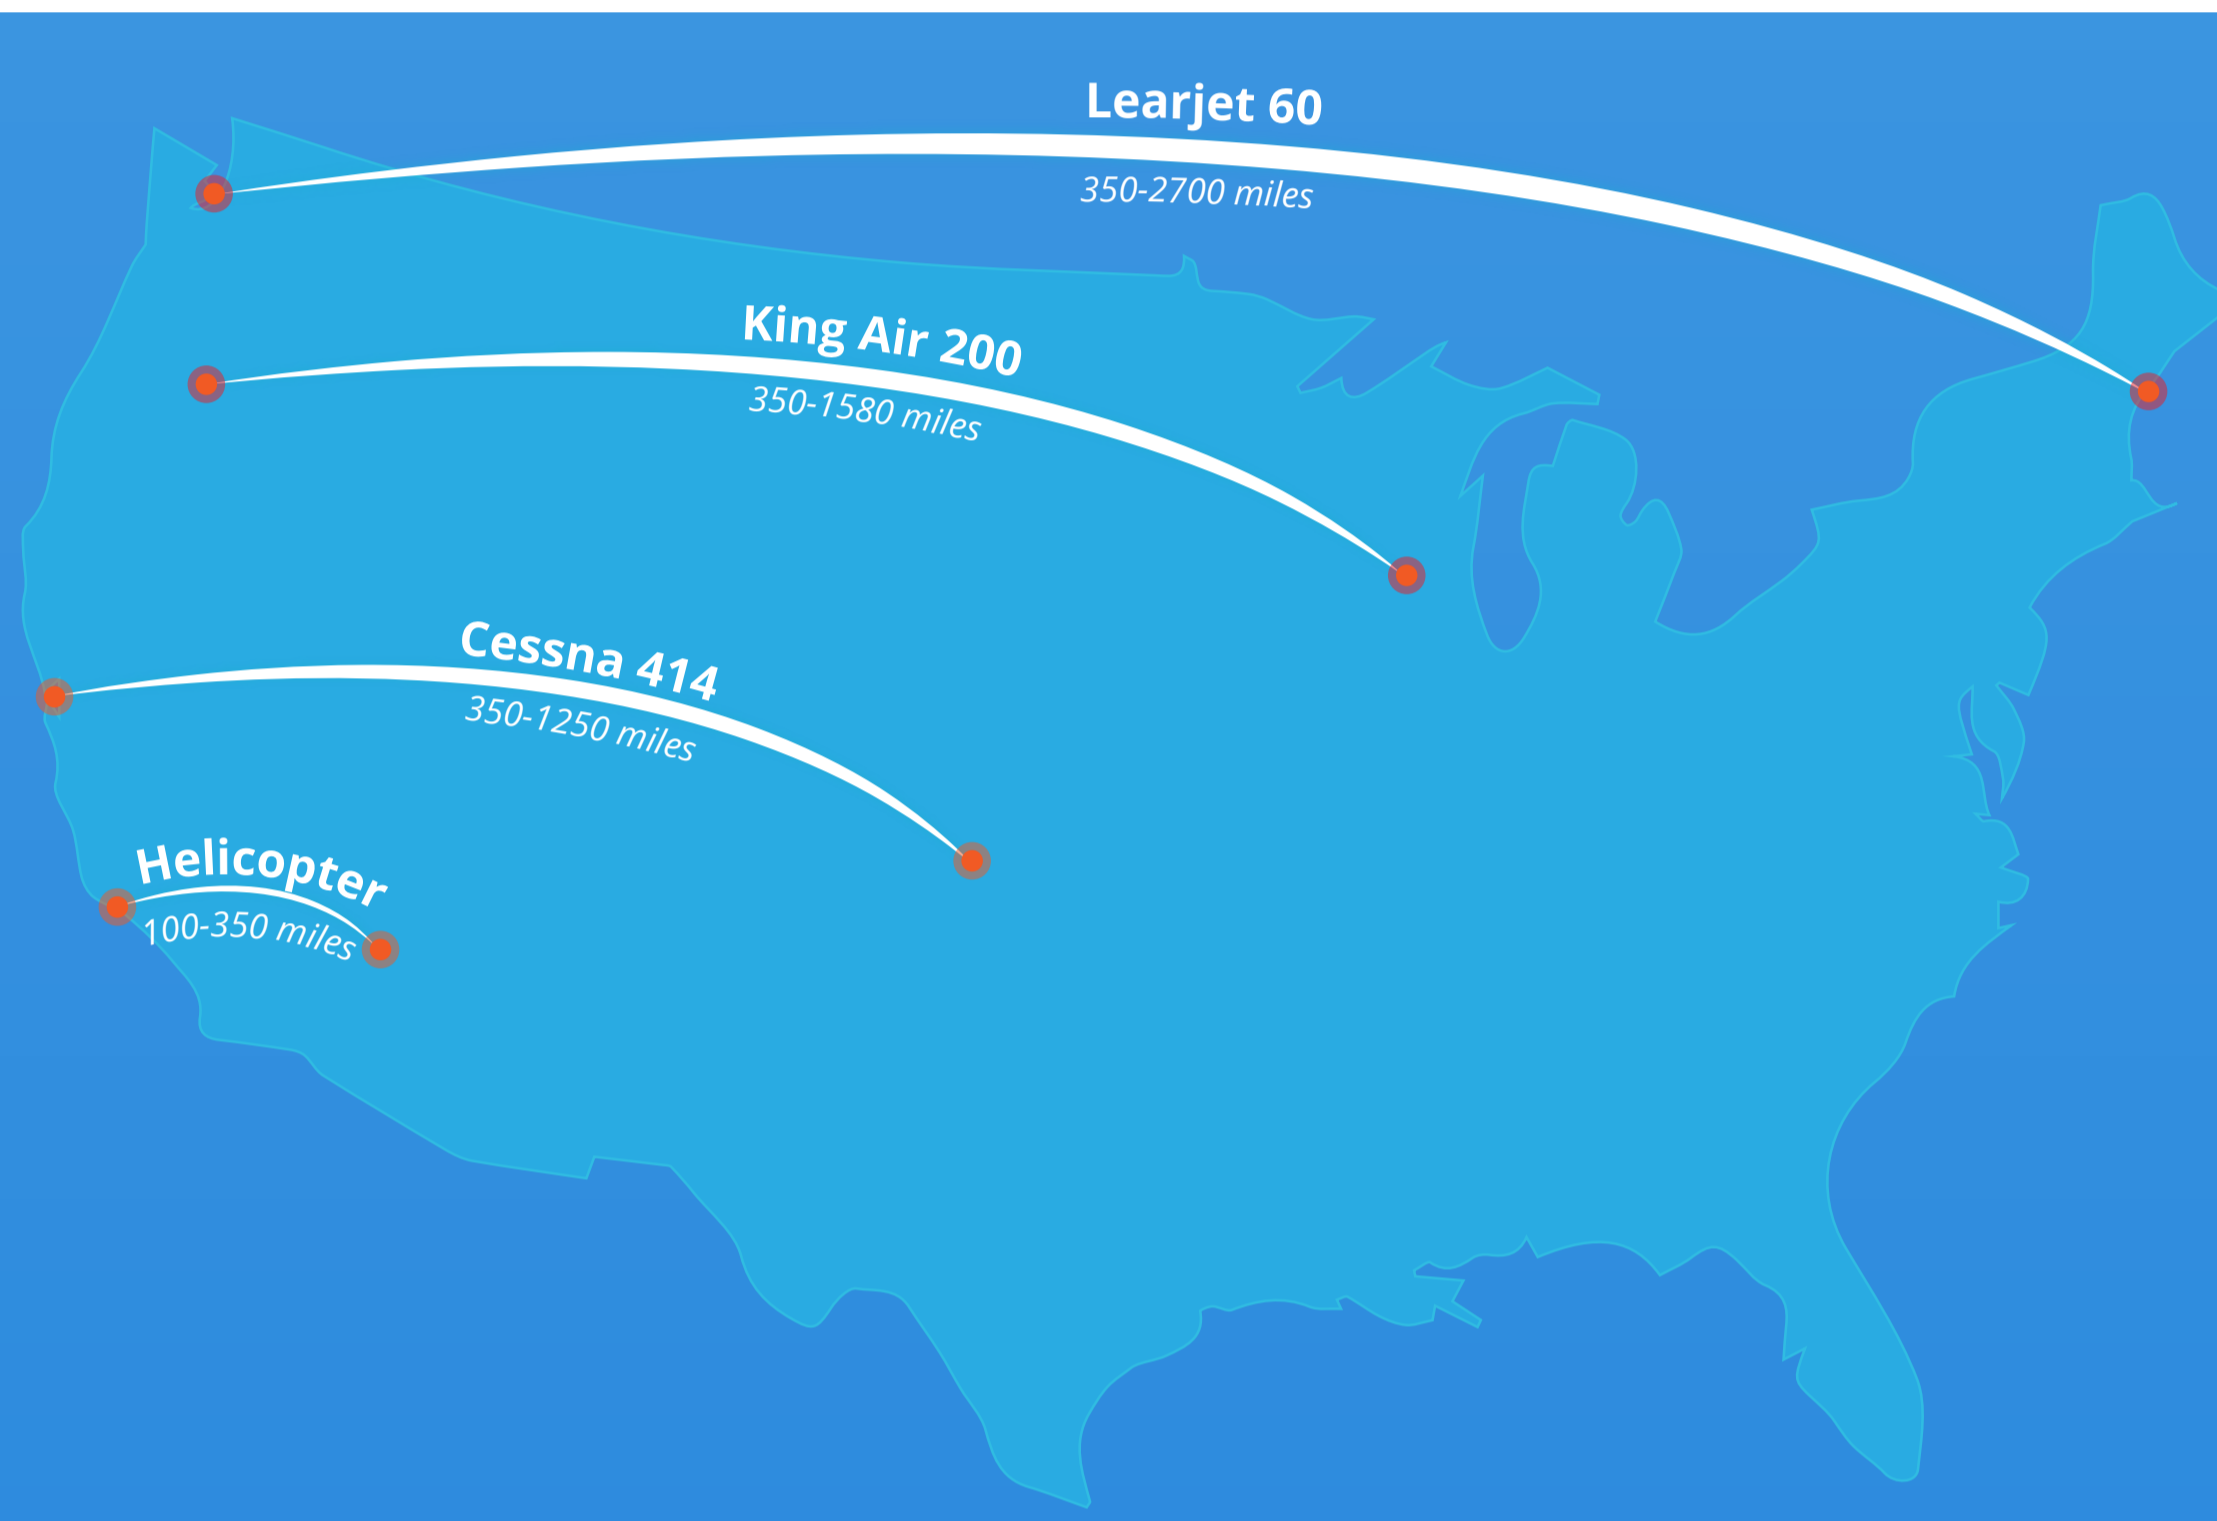 Learjet 60
350-2700 miles
King Air 200
350-1580 miles
Cessna 414
350-1250 miles
Helicopter
100-350 miles